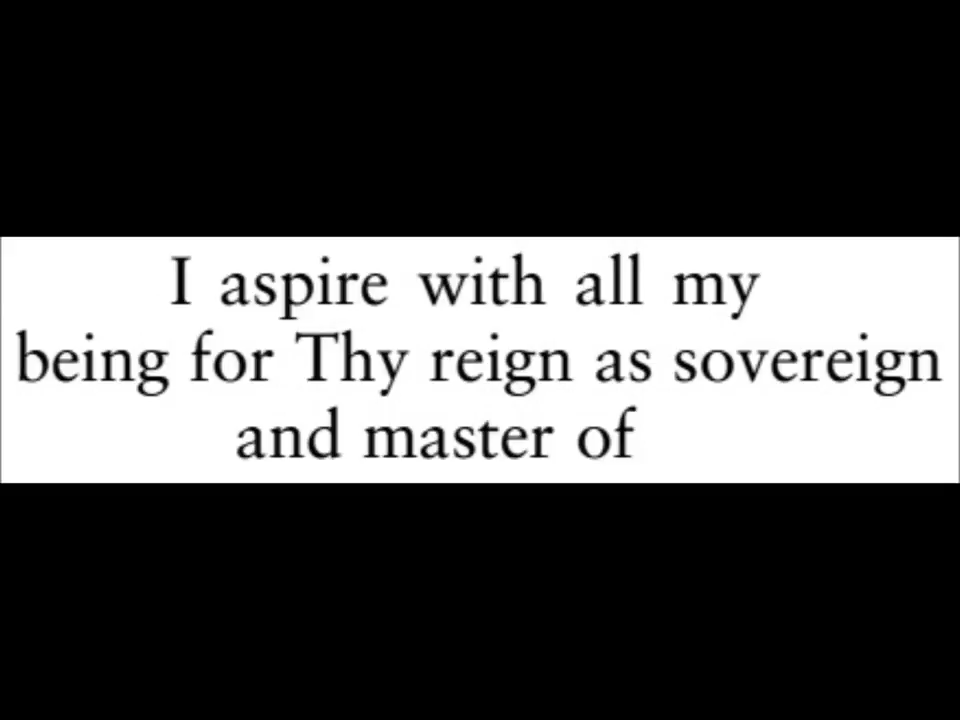 I aspire with all my
being for Thy reign as sovereign
and master of